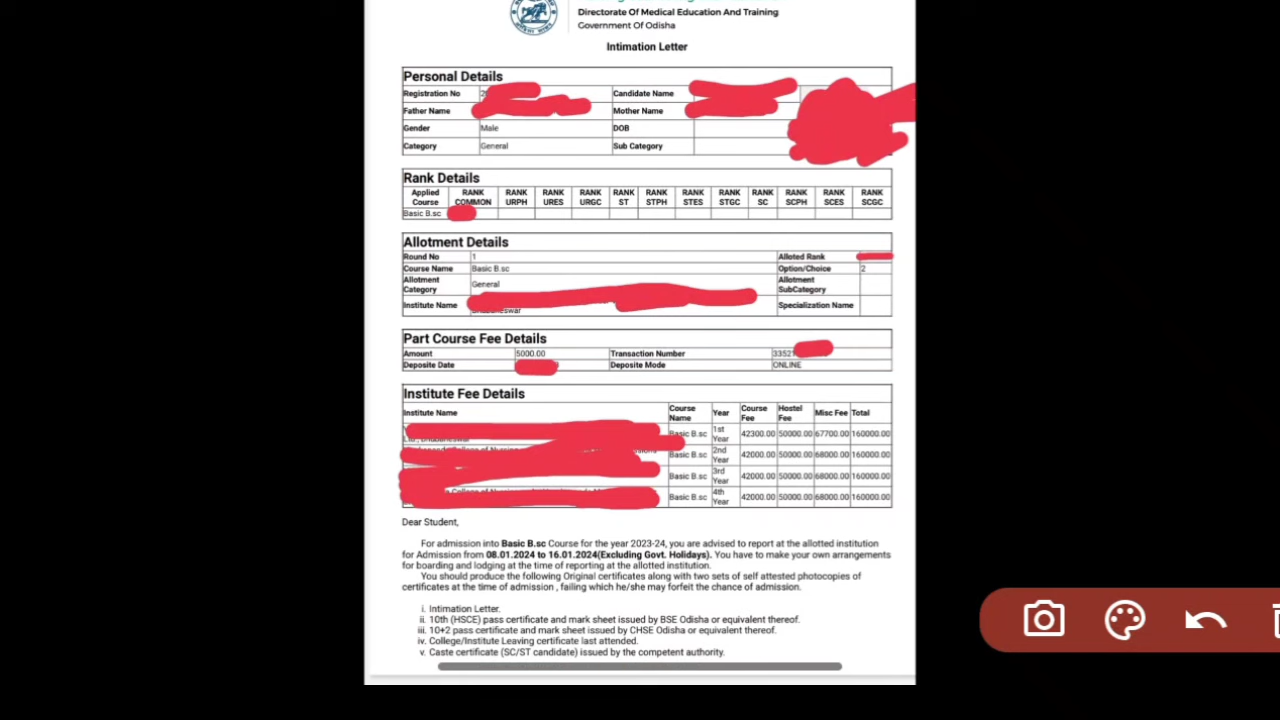 Directorate Of Medical Education And Training
Government Of Odisha
Intimation Letter
Personal Details
Registration No Candidate Name
Father Name Mother Name
Gender Male DOB
Category General Sub Category
Rank Details
Applied Course RANK COMMON RANK URPH RANK URES RANK URGC RANK ST RANK STPH RANK STES RANK STGC RANK SC RANK SCPH RANK SCES RANK SCGC
Basic B.sc
Allotment Details
Round No 1 Alloted Rank
Course Name Basic B.sc Option/Choice 2
Allotment Category General Allotment SubCategory
Institute Name Specialization Name
Part Course Fee Details
Amount 5000.00 Transaction Number 3352
Deposite Date Deposite Mode ONLINE
Institute Fee Details
Institute Name Course Name Year Course Fee Hostel Fee Misc Fee Total
Basic B.sc 1st Year 42300.00 50000.00 67700.00 160000.00
Basic B.sc 2nd Year 42000.00 50000.00 68000.00 160000.00
Basic B.sc 3rd Year 42000.00 50000.00 68000.00 160000.00
Basic B.sc 4th Year 42000.00 50000.00 68000.00 160000.00
Dear Student,
For admission into Basic B.sc Course for the year 2023-24, you are advised to report at the allotted institution
for Admission from 08.01.2024 to 16.01.2024(Excluding Govt. Holidays). You have to make your own arrangements
for boarding and lodging at the time of reporting at the allotted institution.
You should produce the following Original certificates along with two sets of self attested photocopies of
certificates at the time of admission , failing which he/she may forfeit the chance of admission.
i. Intimation Letter.
ii. 10th (HSCE) pass certificate and mark sheet issued by BSE Odisha or equivalent thereof.
iii. 10+2 pass certificate and mark sheet issued by CHSE Odisha or equivalent thereof.
iv. College/Institute Leaving certificate last attended.
v. Caste certificate (SC/ST candidate) issued by the competent authority.